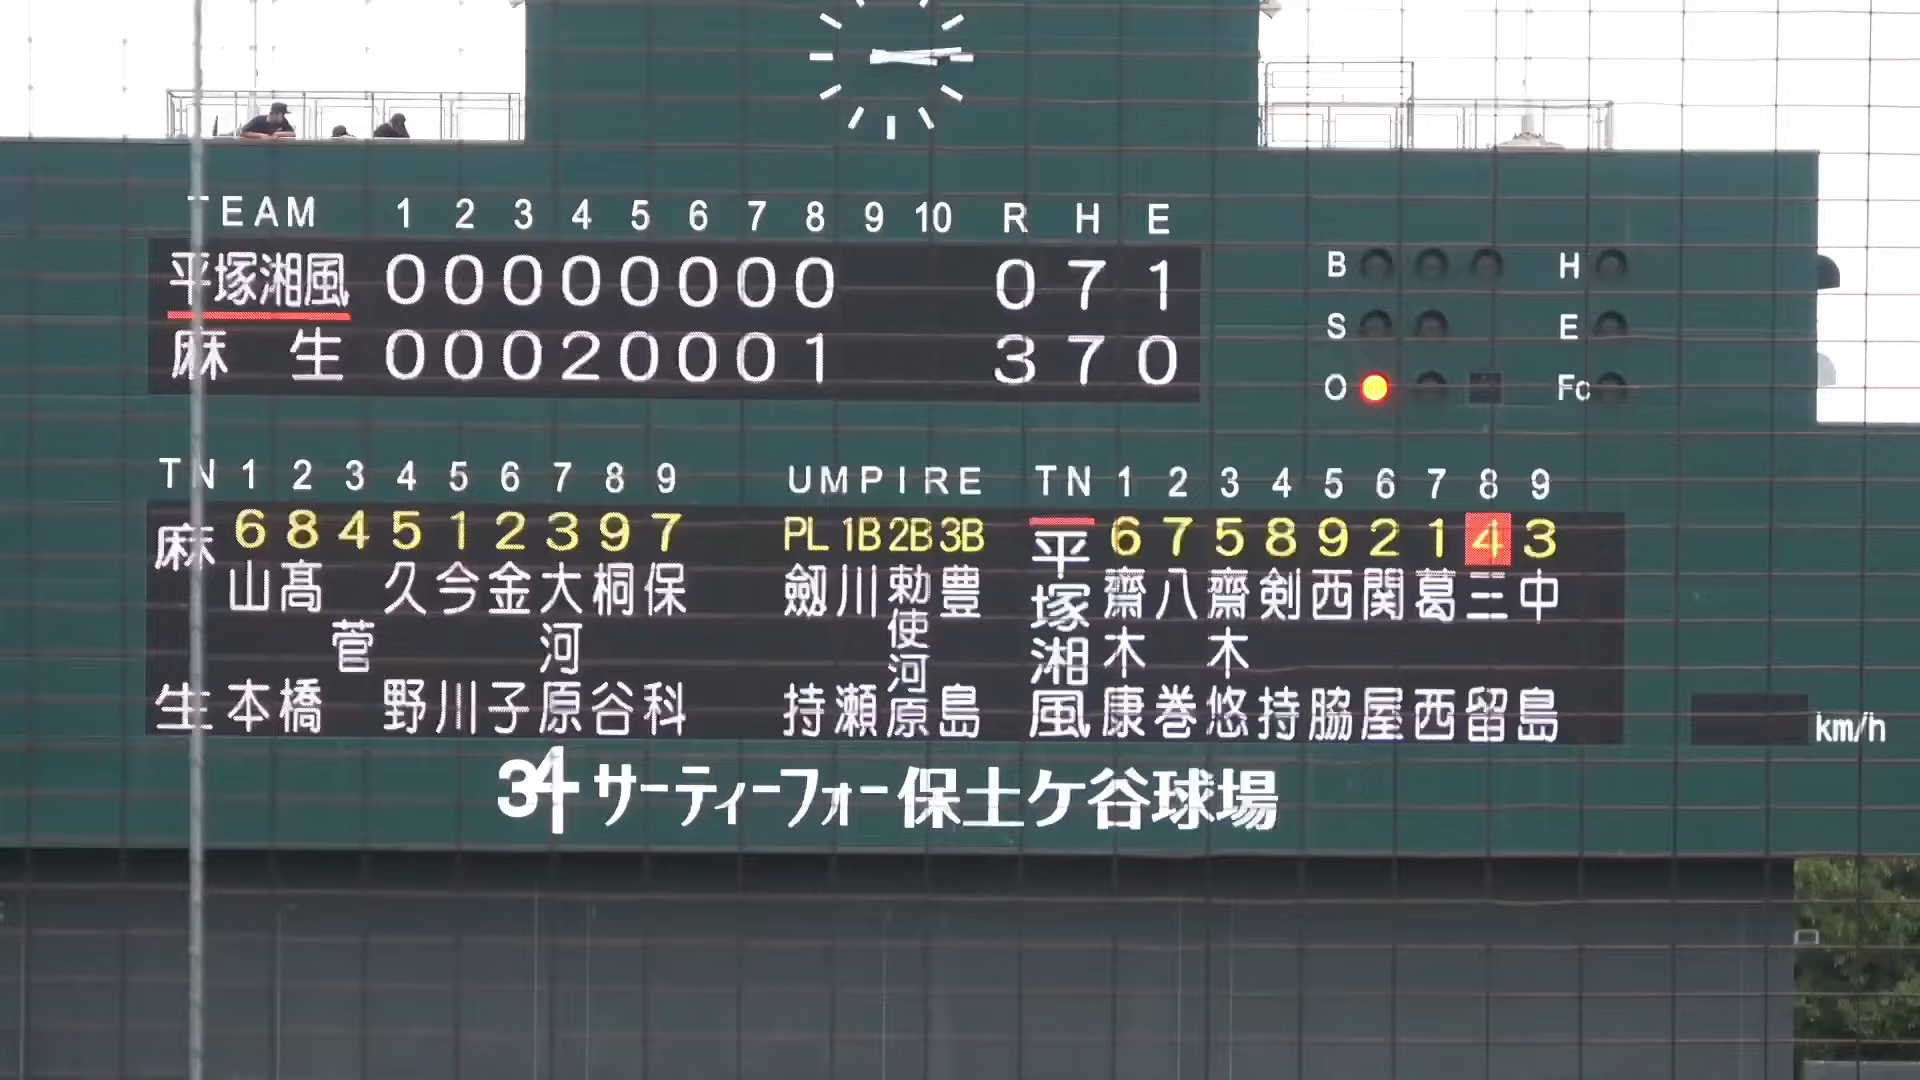 TEAM 1 2 3 4 5 6 7 8 9 10 R H E
平塚湘風 0 0 0 0 0 0 0 0 0 7 1
麻生 0 0 0 2 0 0 0 1 3 7 0
B H
S E
O Fc
TN 1 2 3 4 5 6 7 8 9
麻生 6 8 4 5 1 2 3 9 7
山本 髙橋 菅 久野 今川 金子 大河原 桐谷 保科
UMPIRE
PL 1B 2B 3B
劔持 川瀬 勅使河原 豊島
TN 1 2 3 4 5 6 7 8 9
平塚湘風 6 7 5 8 9 2 1 4 3
齋木康 八巻 齋木悠 剣持 西脇 関屋 葛西 三留 中島
km/h
34 サーティーフォー保土ケ谷球場